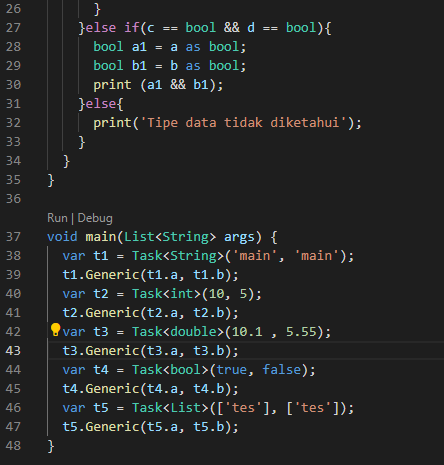 26 }
27 }else if(c == bool && d == bool){
28 bool a1 = a as bool;
29 bool b1 = b as bool;
30 print (a1 && b1);
31 }else{
32 print('Tipe data tidak diketahui');
33 }
34 }
35 }
36
Run | Debug
37 void main(List<String> args) {
38 var t1 = Task<String>('main', 'main');
39 t1.Generic(t1.a, t1.b);
40 var t2 = Task<int>(10, 5);
41 t2.Generic(t2.a, t2.b);
42 var t3 = Task<double>(10.1 , 5.55);
43 t3.Generic(t3.a, t3.b);
44 var t4 = Task<bool>(true, false);
45 t4.Generic(t4.a, t4.b);
46 var t5 = Task<List>(['tes'], ['tes']);
47 t5.Generic(t5.a, t5.b);
48 }